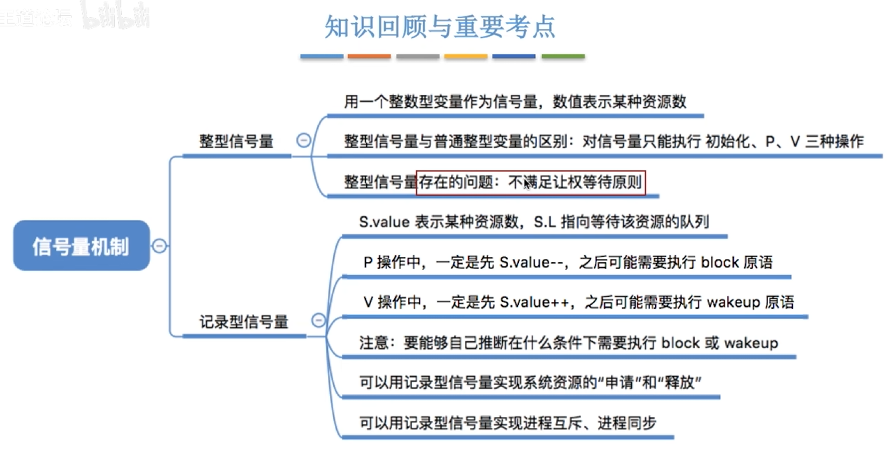 知识回顾与重要考点
用一个整数型变量作为信号量，数值表示某种资源数
整型信号量
整型信号量与普通整型变量的区别：对信号量只能执行 初始化、P、V 三种操作
整型信号量存在的问题：不满足让权等待原则
信号量机制
S.value 表示某种资源数，S.L 指向等待该资源的队列
P 操作中，一定是先 S.value--，之后可能需要执行 block 原语
V 操作中，一定是先 S.value++，之后可能需要执行 wakeup 原语
记录型信号量
注意：要能够自己推断在什么条件下需要执行 block 或 wakeup
可以用记录型信号量实现系统资源的“申请”和“释放”
可以用记录型信号量实现进程互斥、进程同步